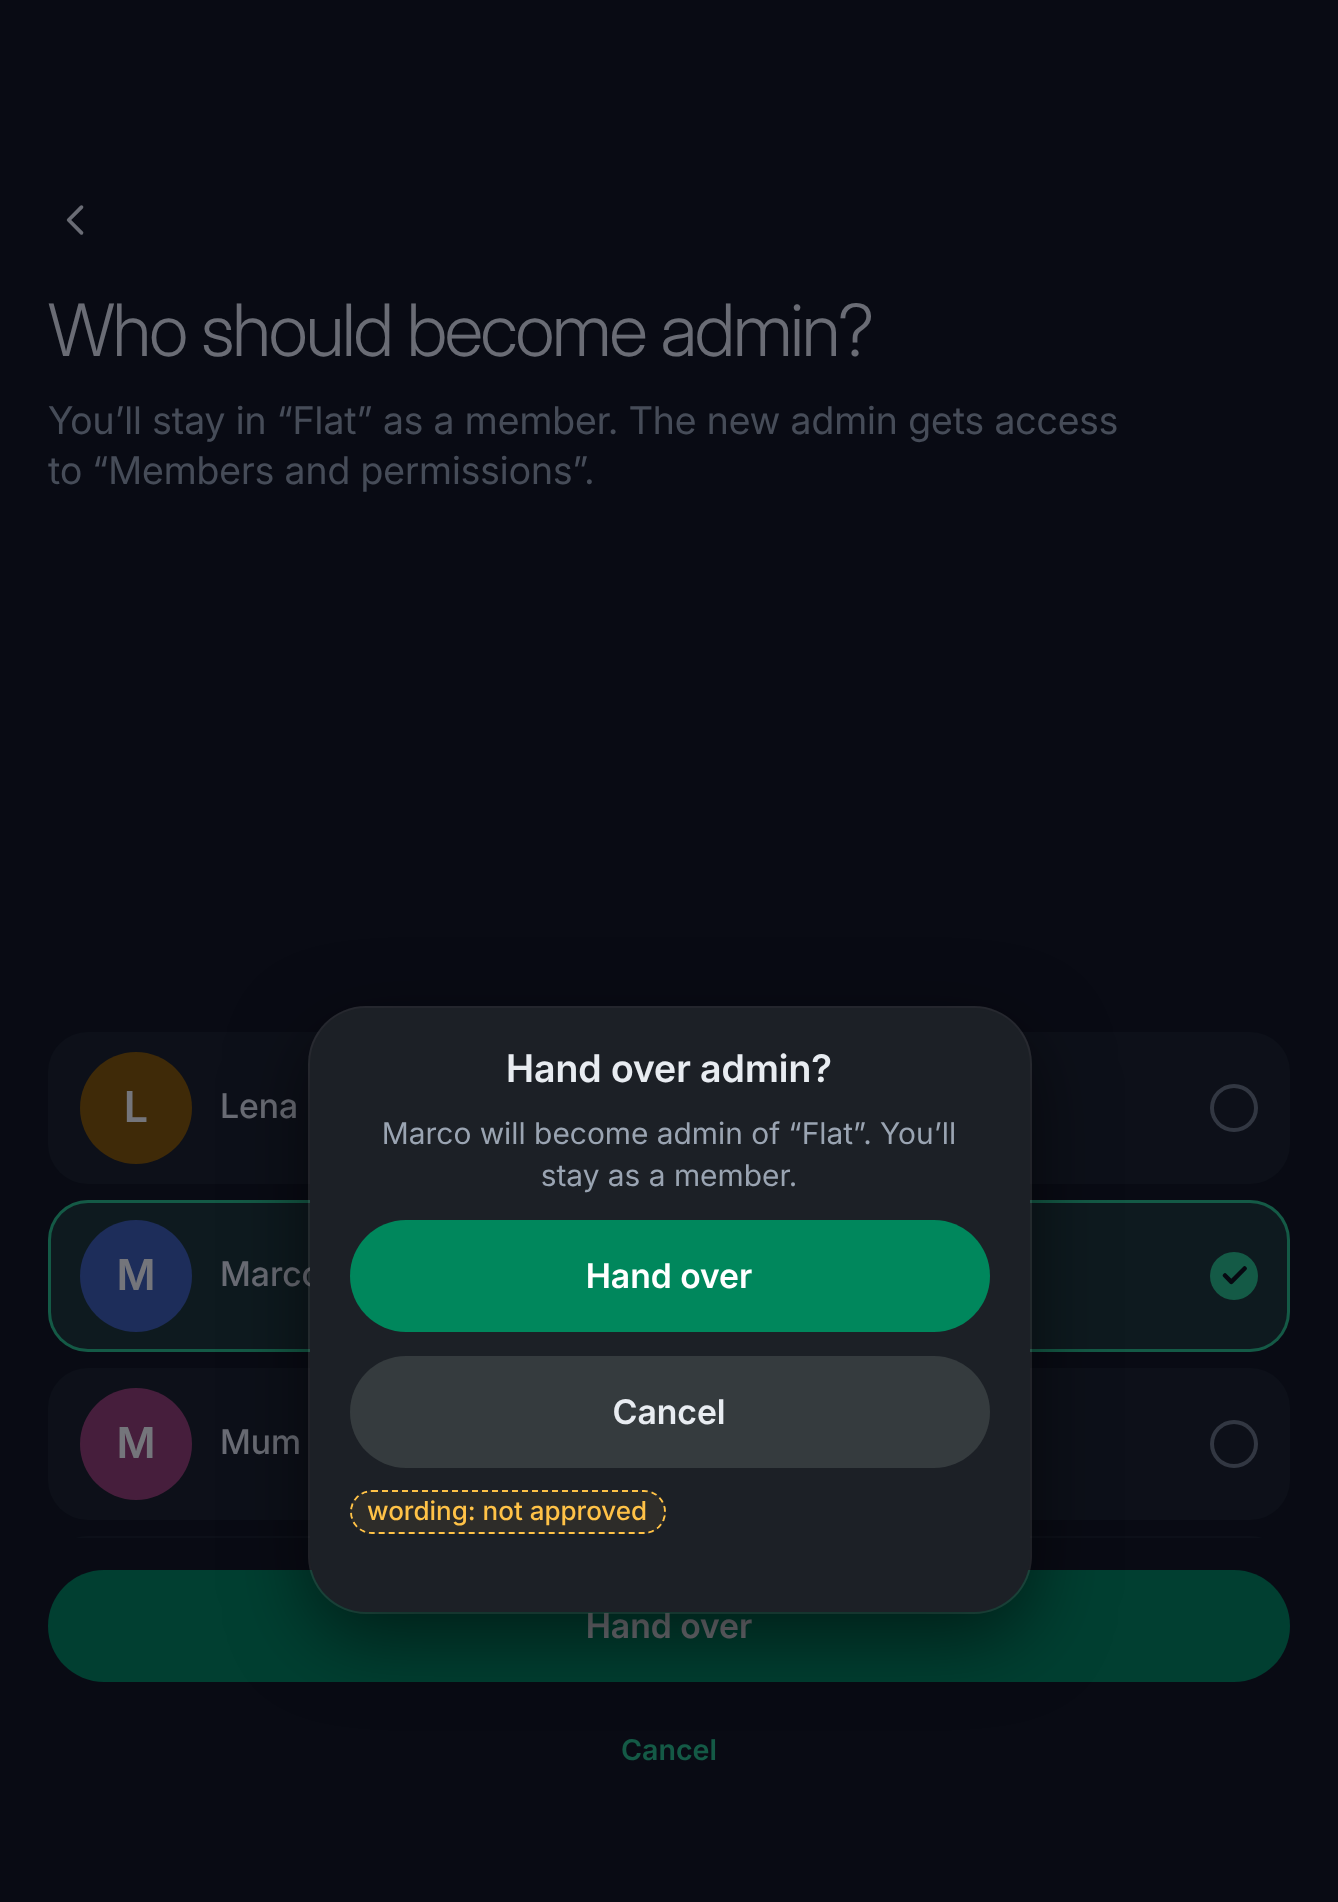 Who should become admin?
You’ll stay in “Flat” as a member. The new admin gets access
to “Members and permissions”.
Hand over admin?
Marco will become admin of “Flat”. You’ll
stay as a member.
L
Lena
M
Marco
Hand over
M
Mum
Cancel
wording: not approved
Hand over
Cancel